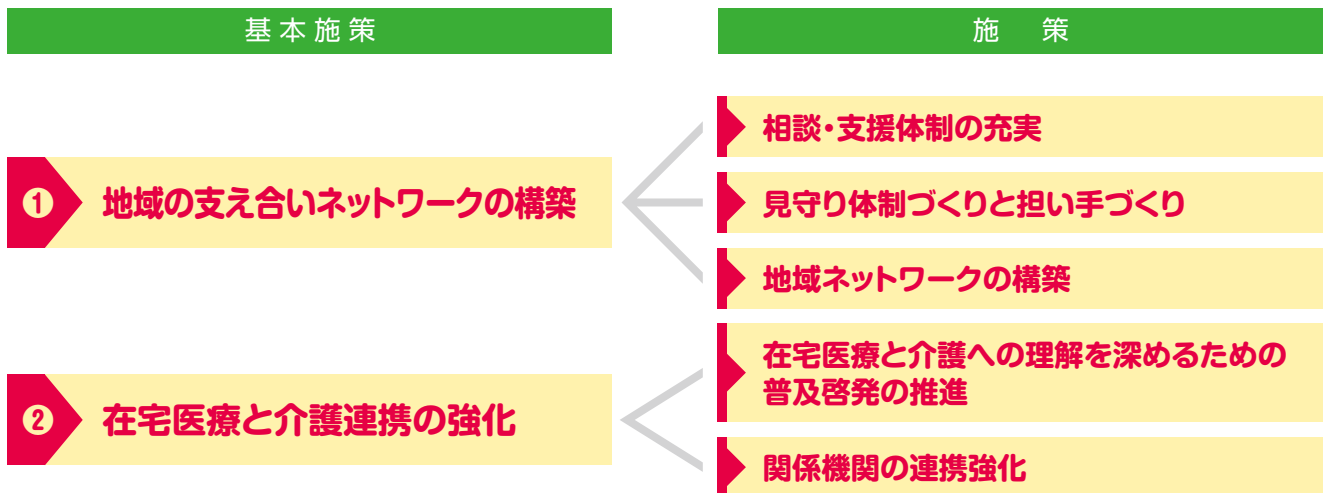 基本施策
施策
❶ 地域の支え合いネットワークの構築
相談・支援体制の充実
見守り体制づくりと担い手づくり
地域ネットワークの構築
❷ 在宅医療と介護連携の強化
在宅医療と介護への理解を深めるための
普及啓発の推進
関係機関の連携強化